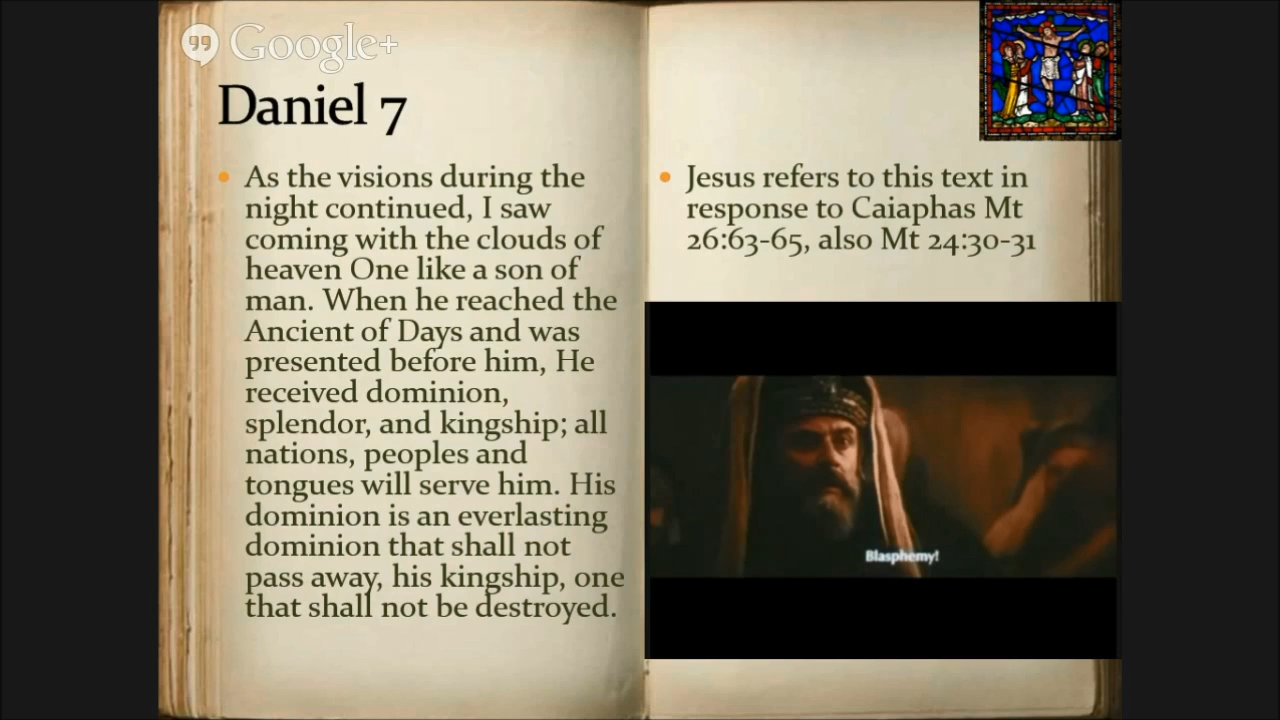 Google+
Daniel 7
As the visions during the
night continued, I saw
coming with the clouds of
heaven One like a son of
man. When he reached the
Ancient of Days and was
presented before him, He
received dominion,
splendor, and kingship; all
nations, peoples and
tongues will serve him. His
dominion is an everlasting
dominion that shall not
pass away, his kingship, one
that shall not be destroyed.
Jesus refers to this text in
response to Caiaphas Mt
26:63-65, also Mt 24:30-31
Blasphemy!